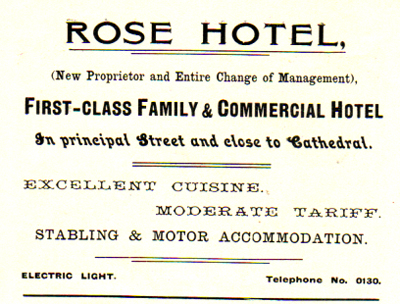 ROSE HOTEL,
(New Proprietor and Entire Change of Management),
FIRST-CLASS FAMILY & COMMERCIAL HOTEL
In principal Street and close to Cathedral.
EXCELLENT CUISINE.
MODERATE TARIFF.
STABLING & MOTOR ACCOMMODATION.
ELECTRIC LIGHT. Telephone No. 0130.